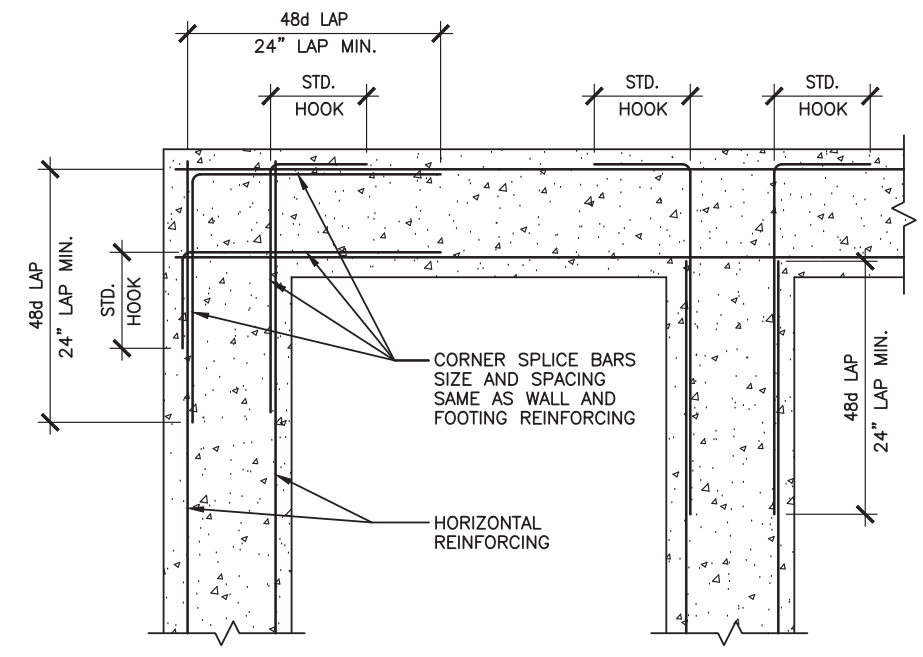 48d LAP
24" LAP MIN.
STD.
HOOK
STD.
HOOK
STD.
HOOK
48d LAP
24" LAP MIN.
STD.
HOOK
CORNER SPLICE BARS
SIZE AND SPACING
SAME AS WALL AND
FOOTING REINFORCING
48d LAP
24" LAP MIN.
HORIZONTAL
REINFORCING